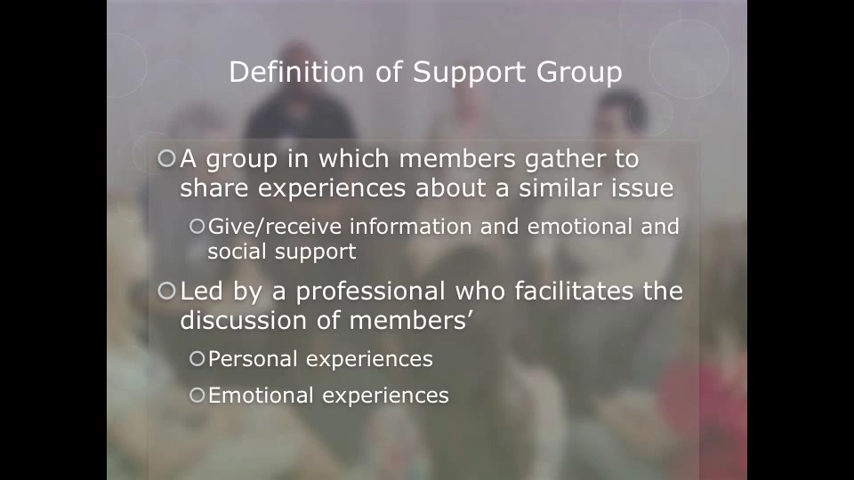 Definition of Support Group
A group in which members gather to
share experiences about a similar issue
Give/receive information and emotional and
social support
Led by a professional who facilitates the
discussion of members’
Personal experiences
Emotional experiences